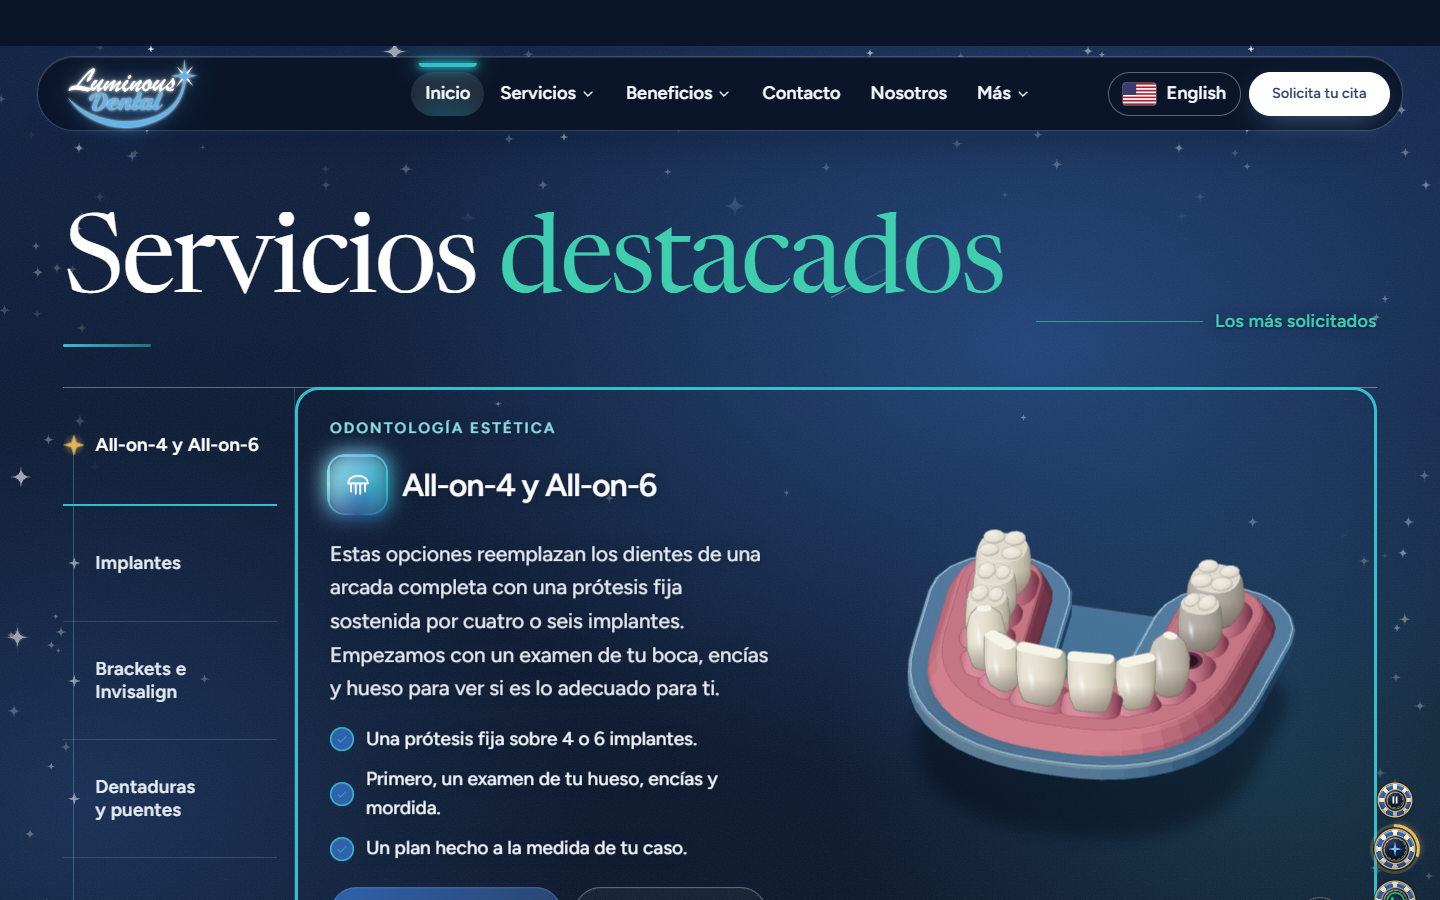 Luminous
Dental
Inicio
Servicios
Beneficios
Contacto
Nosotros
Más
English
Solicita tu cita
Servicios destacados
Los más solicitados
All-on-4 y All-on-6
Implantes
Brackets e
Invisalign
Dentaduras
y puentes
ODONTOLOGÍA ESTÉTICA
All-on-4 y All-on-6
Estas opciones reemplazan los dientes de una
arcada completa con una prótesis fija
sostenida por cuatro o seis implantes.
Empezamos con un examen de tu boca, encías
y hueso para ver si es lo adecuado para ti.
Una prótesis fija sobre 4 o 6 implantes.
Primero, un examen de tu hueso, encías y
mordida.
Un plan hecho a la medida de tu caso.